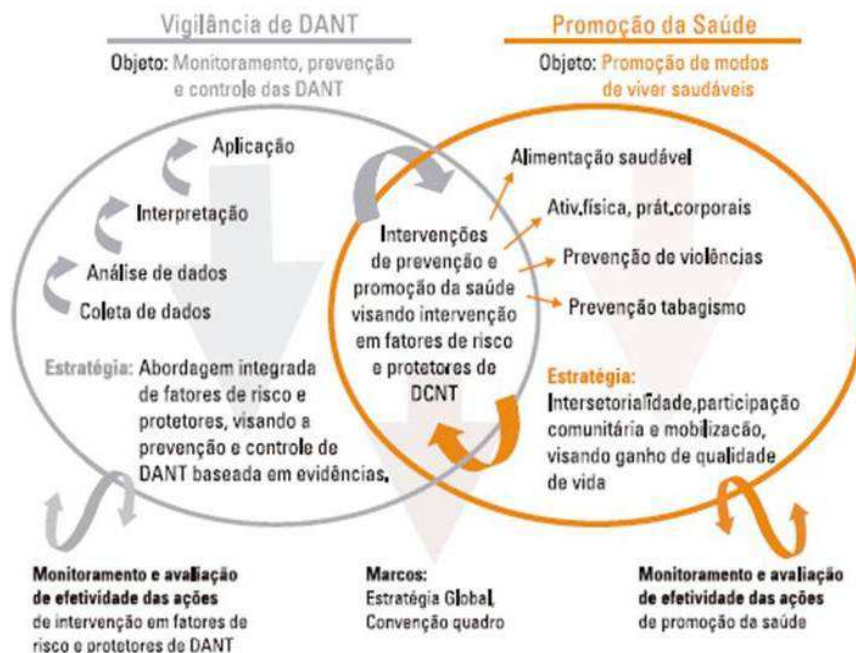 Vigilância de DANT
Objeto: Monitoramento, prevenção
e controle das DANT
Promoção da Saúde
Objeto: Promoção de modos
de viver saudáveis
Aplicação
Interpretação
Análise de dados
Coleta de dados
Estratégia: Abordagem integrada
de fatores de risco e
protetores, visando a
prevenção e controle de
DANT baseada em evidências.
Intervenções
de prevenção e
promoção da saúde
visando intervenção
em fatores de risco
e protetores de
DCNT
Alimentação saudável
Ativ.física, prát.corporais
Prevenção de violências
Prevenção tabagismo
Estratégia:
Intersetorialidade,participação
comunitária e mobilizacão,
visando ganho de qualidade
de vida
Monitoramento e avaliação
de efetividade das ações
de intervenção em fatores de
risco e protetores de DANT
Marcos:
Estratégia Global,
Convenção quadro
Monitoramento e avaliação
de efetividade das ações
de promoção da saúde